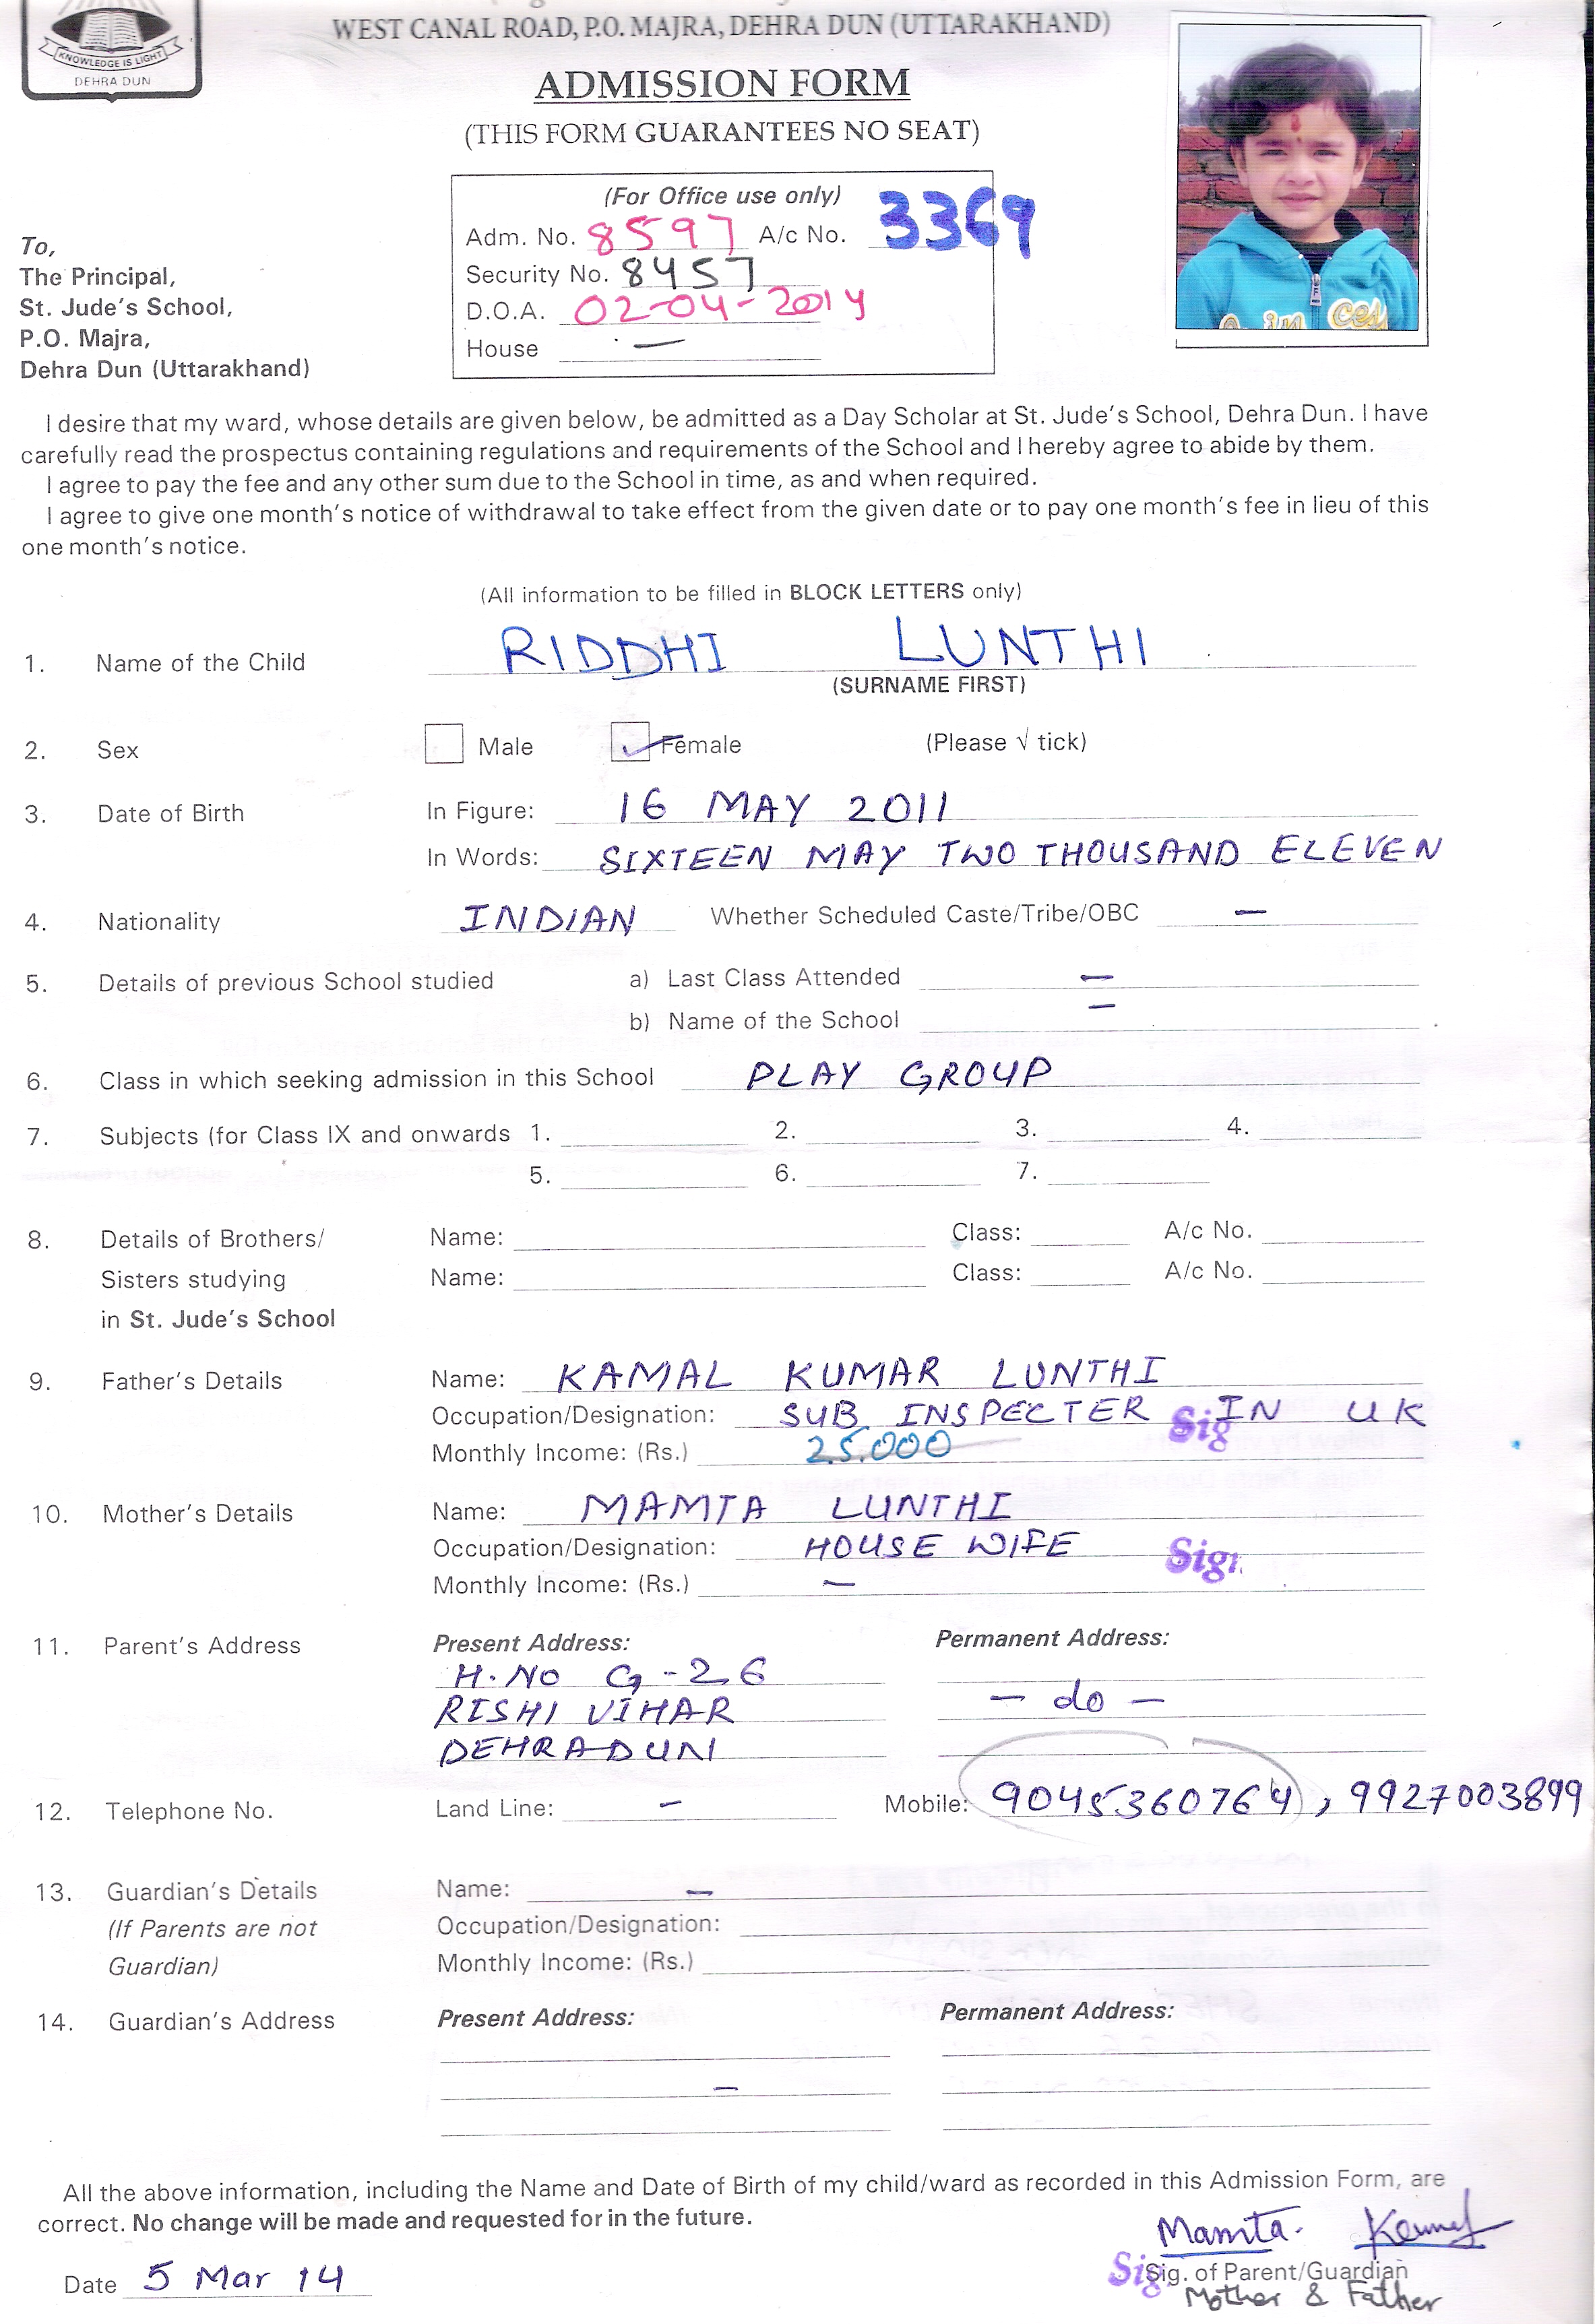 WEST CANAL ROAD, P.O. MAJRA, DEHRA DUN (UTTARAKHAND)
KNOWLEDGE IS LIGHT
DEHRA DUN
ADMISSION FORM
(THIS FORM GUARANTEES NO SEAT)
(For Office use only)
Adm. No. 8597 A/c No. 3369
Security No. 8457
D.O.A. 02-04-2014
House —
To,
The Principal,
St. Jude's School,
P.O. Majra,
Dehra Dun (Uttarakhand)
I desire that my ward, whose details are given below, be admitted as a Day Scholar at St. Jude's School, Dehra Dun. I have
carefully read the prospectus containing regulations and requirements of the School and I hereby agree to abide by them.
I agree to pay the fee and any other sum due to the School in time, as and when required.
I agree to give one month's notice of withdrawal to take effect from the given date or to pay one month's fee in lieu of this
one month's notice.
(All information to be filled in BLOCK LETTERS only)
1. Name of the Child RIDDHI LUNTHI
(SURNAME FIRST)
2. Sex Male ✓ Female (Please √ tick)
3. Date of Birth In Figure: 16 MAY 2011
In Words: SIXTEEN MAY TWO THOUSAND ELEVEN
4. Nationality INDIAN Whether Scheduled Caste/Tribe/OBC —
5. Details of previous School studied a) Last Class Attended —
b) Name of the School —
6. Class in which seeking admission in this School PLAY GROUP
7. Subjects (for Class IX and onwards 1. 2. 3. 4.
5. 6. 7.
8. Details of Brothers/ Name: Class: A/c No.
Sisters studying Name: Class: A/c No.
in St. Jude's School
9. Father's Details Name: KAMAL KUMAR LUNTHI
Occupation/Designation: SUB INSPECTER Sig IN UK
Monthly Income: (Rs.) 25.000
10. Mother's Details Name: MAMTA LUNTHI
Occupation/Designation: HOUSE WIFE Sig.
Monthly Income: (Rs.) —
11. Parent's Address Present Address: Permanent Address:
H.NO G-26
RISHI VIHAR — do —
DEHRADUN
12. Telephone No. Land Line: — Mobile: 9045360764, 9927003899
13. Guardian's Details Name: —
(If Parents are not Occupation/Designation:
Guardian) Monthly Income: (Rs.)
14. Guardian's Address Present Address: Permanent Address:
—
All the above information, including the Name and Date of Birth of my child/ward as recorded in this Admission Form, are
correct. No change will be made and requested for in the future.
Mamta.
Date 5 Mar 14 Sig. Sig. of Parent/Guardian
Mother & Father